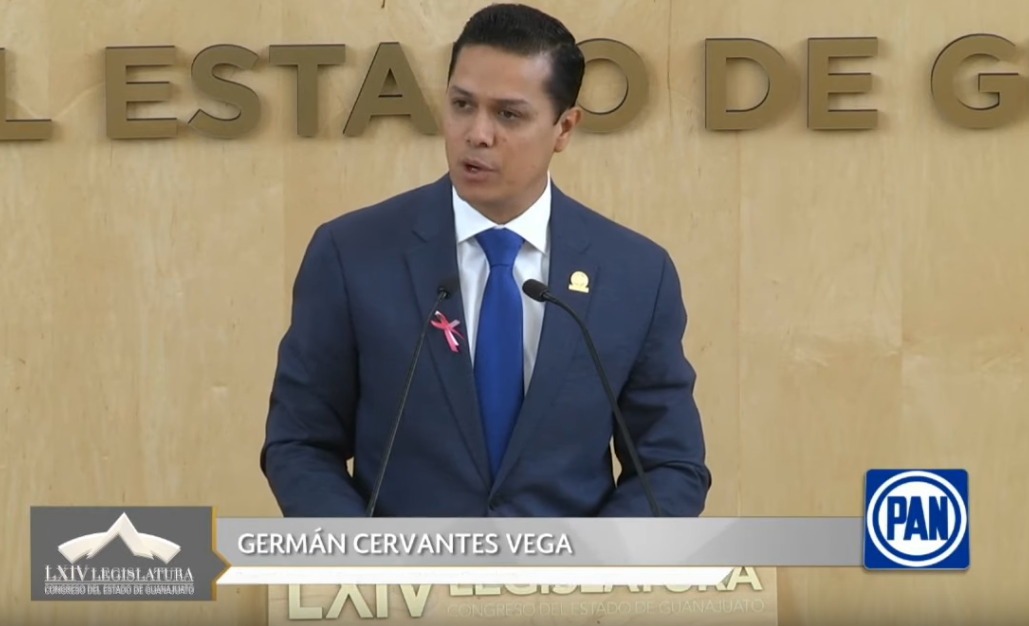 L ESTADO DE G
PAN
GERMÁN CERVANTES VEGA
LXIV LEGISLATURA
CONGRESO DEL ESTADO DE GUANAJUATO
LXIV LEGISLATURA
CONGRESO DEL ESTADO DE GUANAJUATO